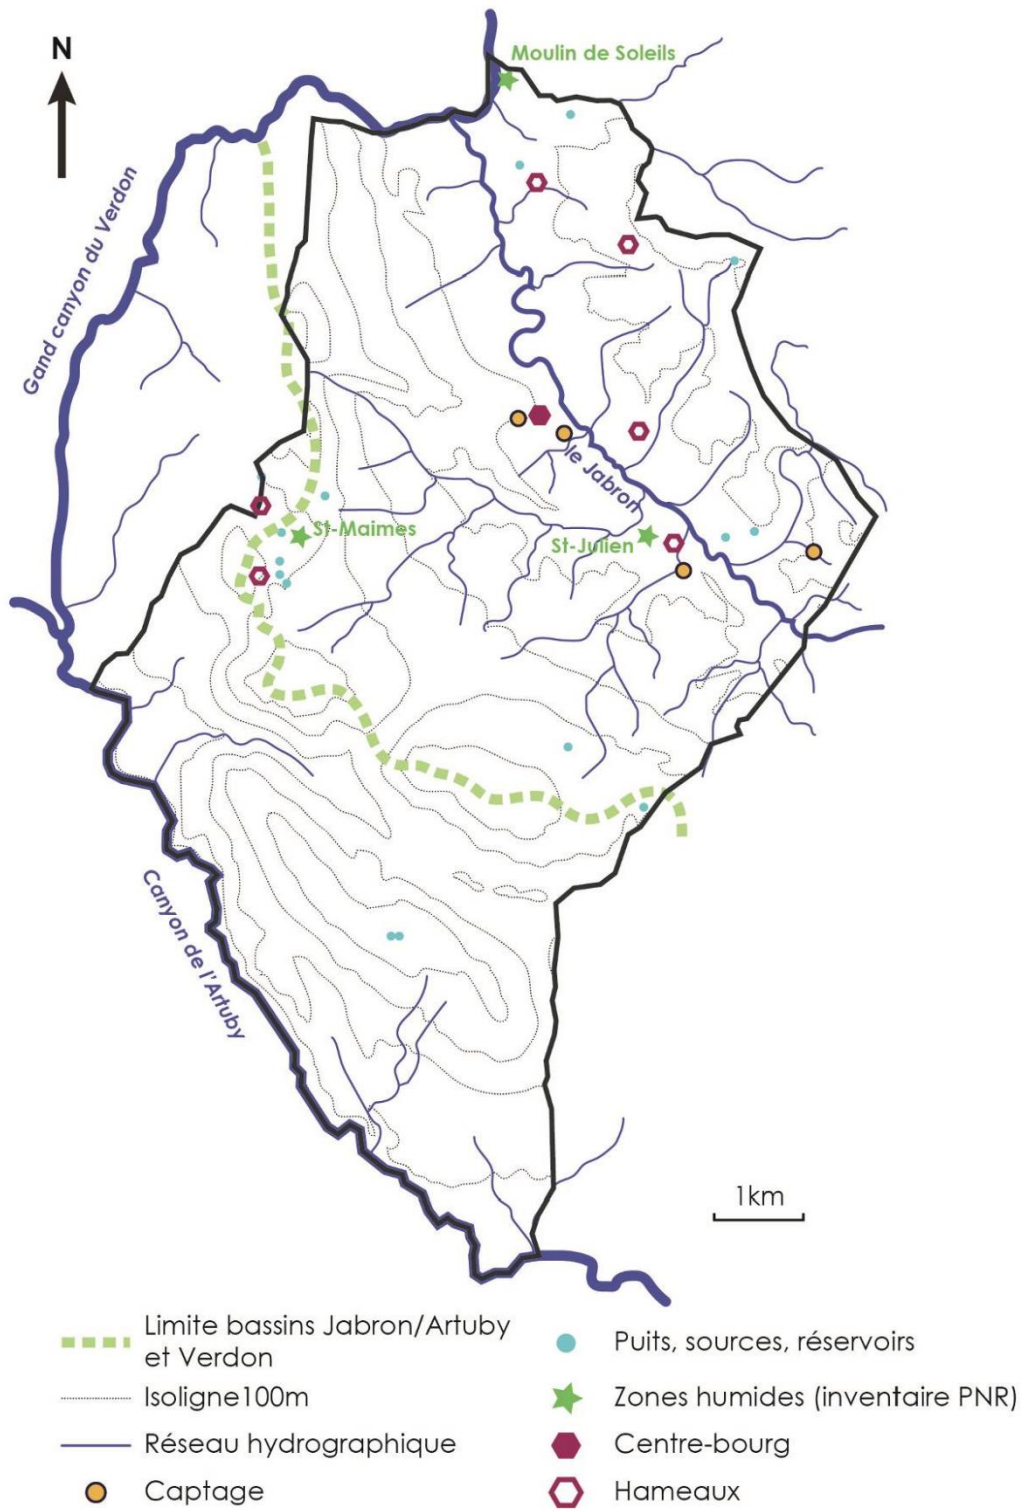 N
Moulin de Soleils
Gand canyon du Verdon
le Jabron
St-Maimes
St-Julien
Canyon de l'Artuby
1km
Limite bassins Jabron/Artuby
et Verdon
Isoligne100m
Réseau hydrographique
Captage
Puits, sources, réservoirs
Zones humides (inventaire PNR)
Centre-bourg
Hameaux